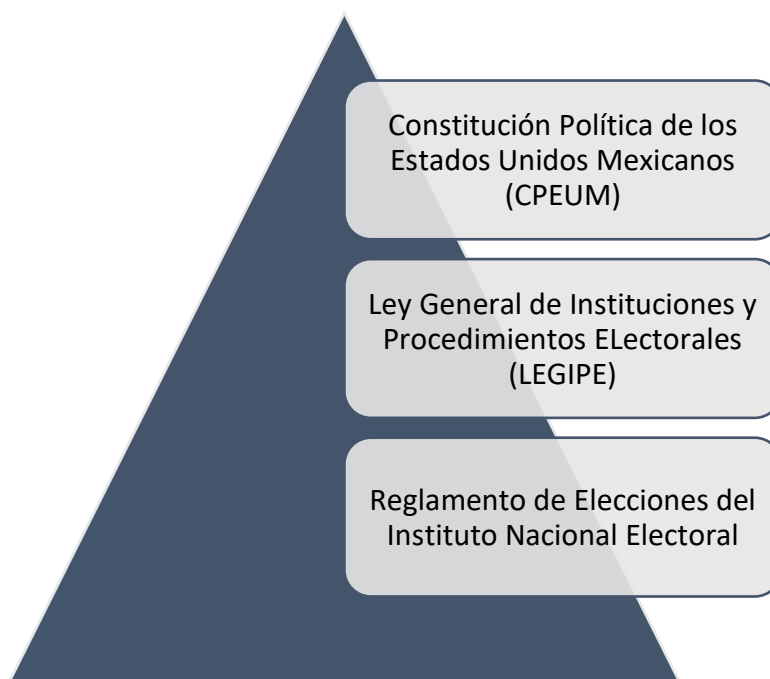 Constitución Política de los
Estados Unidos Mexicanos
(CPEUM)
Ley General de Instituciones y
Procedimientos ELectorales
(LEGIPE)
Reglamento de Elecciones del
Instituto Nacional Electoral